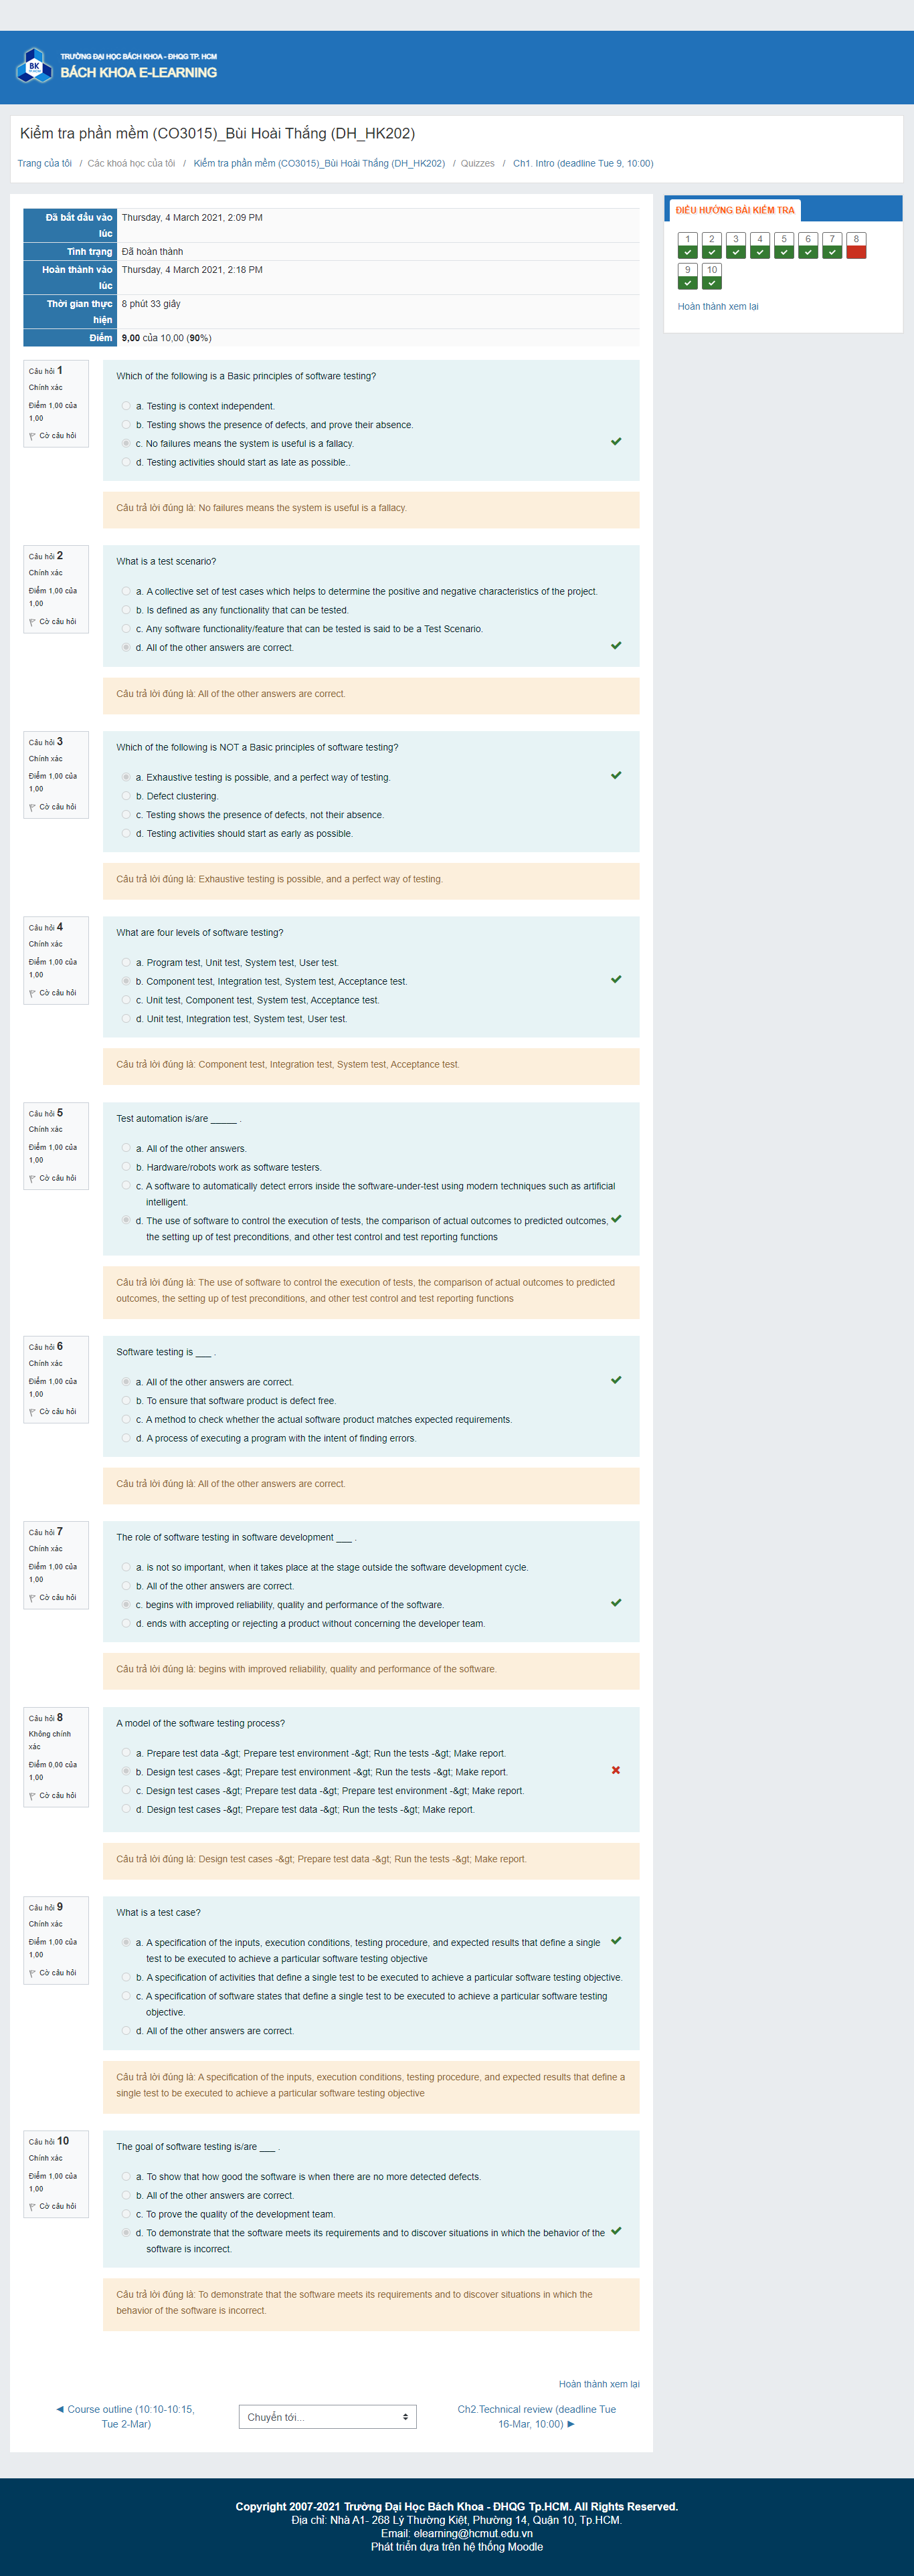 TRƯỜNG ĐẠI HỌC BÁCH KHOA - ĐHQG TP. HCM
BK
BÁCH KHOA E-LEARNING
Kiểm tra phần mềm (CO3015)_Bùi Hoài Thắng (DH_HK202)
Trang của tôi / Các khoá học của tôi / Kiểm tra phần mềm (CO3015)_Bùi Hoài Thắng (DH_HK202) / Quizzes / Ch1. Intro (deadline Tue 9, 10:00)
Đã bắt đầu vào lúc Thursday, 4 March 2021, 2:09 PM
Tình trạng Đã hoàn thành
Hoàn thành vào lúc Thursday, 4 March 2021, 2:18 PM
Thời gian thực hiện 8 phút 33 giây
Điểm 9,00 của 10,00 (90%)
ĐIỀU HƯỚNG BÀI KIỂM TRA
1 2 3 4 5 6 7 8
9 10
Hoàn thành xem lại
Câu hỏi 1
Chính xác
Điểm 1,00 của
1,00
Cờ câu hỏi
Which of the following is a Basic principles of software testing?
a. Testing is context independent.
b. Testing shows the presence of defects, and prove their absence.
c. No failures means the system is useful is a fallacy.
d. Testing activities should start as late as possible..
Câu trả lời đúng là: No failures means the system is useful is a fallacy.
Câu hỏi 2
Chính xác
Điểm 1,00 của
1,00
Cờ câu hỏi
What is a test scenario?
a. A collective set of test cases which helps to determine the positive and negative characteristics of the project.
b. Is defined as any functionality that can be tested.
c. Any software functionality/feature that can be tested is said to be a Test Scenario.
d. All of the other answers are correct.
Câu trả lời đúng là: All of the other answers are correct.
Câu hỏi 3
Chính xác
Điểm 1,00 của
1,00
Cờ câu hỏi
Which of the following is NOT a Basic principles of software testing?
a. Exhaustive testing is possible, and a perfect way of testing.
b. Defect clustering.
c. Testing shows the presence of defects, not their absence.
d. Testing activities should start as early as possible.
Câu trả lời đúng là: Exhaustive testing is possible, and a perfect way of testing.
Câu hỏi 4
Chính xác
Điểm 1,00 của
1,00
Cờ câu hỏi
What are four levels of software testing?
a. Program test, Unit test, System test, User test.
b. Component test, Integration test, System test, Acceptance test.
c. Unit test, Component test, System test, Acceptance test.
d. Unit test, Integration test, System test, User test.
Câu trả lời đúng là: Component test, Integration test, System test, Acceptance test.
Câu hỏi 5
Chính xác
Điểm 1,00 của
1,00
Cờ câu hỏi
Test automation is/are _____ .
a. All of the other answers.
b. Hardware/robots work as software testers.
c. A software to automatically detect errors inside the software-under-test using modern techniques such as artificial
intelligent.
d. The use of software to control the execution of tests, the comparison of actual outcomes to predicted outcomes,
the setting up of test preconditions, and other test control and test reporting functions
Câu trả lời đúng là: The use of software to control the execution of tests, the comparison of actual outcomes to predicted
outcomes, the setting up of test preconditions, and other test control and test reporting functions
Câu hỏi 6
Chính xác
Điểm 1,00 của
1,00
Cờ câu hỏi
Software testing is ___ .
a. All of the other answers are correct.
b. To ensure that software product is defect free.
c. A method to check whether the actual software product matches expected requirements.
d. A process of executing a program with the intent of finding errors.
Câu trả lời đúng là: All of the other answers are correct.
Câu hỏi 7
Chính xác
Điểm 1,00 của
1,00
Cờ câu hỏi
The role of software testing in software development ___ .
a. is not so important, when it takes place at the stage outside the software development cycle.
b. All of the other answers are correct.
c. begins with improved reliability, quality and performance of the software.
d. ends with accepting or rejecting a product without concerning the developer team.
Câu trả lời đúng là: begins with improved reliability, quality and performance of the software.
Câu hỏi 8
Không chính
xác
Điểm 0,00 của
1,00
Cờ câu hỏi
A model of the software testing process?
a. Prepare test data -&gt; Prepare test environment -&gt; Run the tests -&gt; Make report.
b. Design test cases -&gt; Prepare test environment -&gt; Run the tests -&gt; Make report.
c. Design test cases -&gt; Prepare test data -&gt; Prepare test environment -&gt; Make report.
d. Design test cases -&gt; Prepare test data -&gt; Run the tests -&gt; Make report.
Câu trả lời đúng là: Design test cases -&gt; Prepare test data -&gt; Run the tests -&gt; Make report.
Câu hỏi 9
Chính xác
Điểm 1,00 của
1,00
Cờ câu hỏi
What is a test case?
a. A specification of the inputs, execution conditions, testing procedure, and expected results that define a single
test to be executed to achieve a particular software testing objective
b. A specification of activities that define a single test to be executed to achieve a particular software testing objective.
c. A specification of software states that define a single test to be executed to achieve a particular software testing
objective.
d. All of the other answers are correct.
Câu trả lời đúng là: A specification of the inputs, execution conditions, testing procedure, and expected results that define a
single test to be executed to achieve a particular software testing objective
Câu hỏi 10
Chính xác
Điểm 1,00 của
1,00
Cờ câu hỏi
The goal of software testing is/are ___ .
a. To show that how good the software is when there are no more detected defects.
b. All of the other answers are correct.
c. To prove the quality of the development team.
d. To demonstrate that the software meets its requirements and to discover situations in which the behavior of the
software is incorrect.
Câu trả lời đúng là: To demonstrate that the software meets its requirements and to discover situations in which the
behavior of the software is incorrect.
Hoàn thành xem lại
◄ Course outline (10:10-10:15,
Tue 2-Mar)
Chuyển tới...
Ch2.Technical review (deadline Tue
16-Mar, 10:00) ►
Copyright 2007-2021 Trường Đại Học Bách Khoa - ĐHQG Tp.HCM. All Rights Reserved.
Địa chỉ: Nhà A1- 268 Lý Thường Kiệt, Phường 14, Quận 10, Tp.HCM.
Email: elearning@hcmut.edu.vn
Phát triển dựa trên hệ thống Moodle